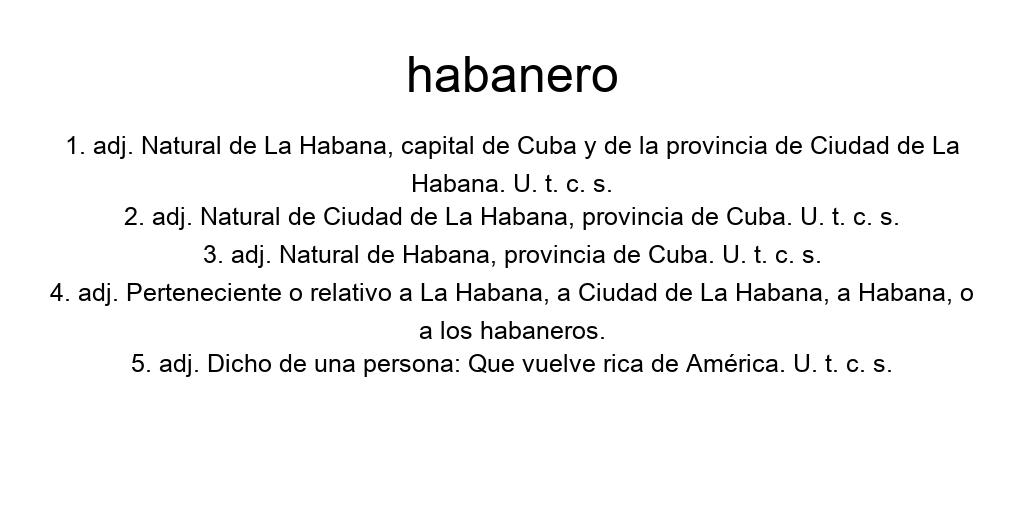 habanero
1. adj. Natural de La Habana, capital de Cuba y de la provincia de Ciudad de La
Habana. U. t. c. s.
2. adj. Natural de Ciudad de La Habana, provincia de Cuba. U. t. c. s.
3. adj. Natural de Habana, provincia de Cuba. U. t. c. s.
4. adj. Perteneciente o relativo a La Habana, a Ciudad de La Habana, a Habana, o
a los habaneros.
5. adj. Dicho de una persona: Que vuelve rica de América. U. t. c. s.